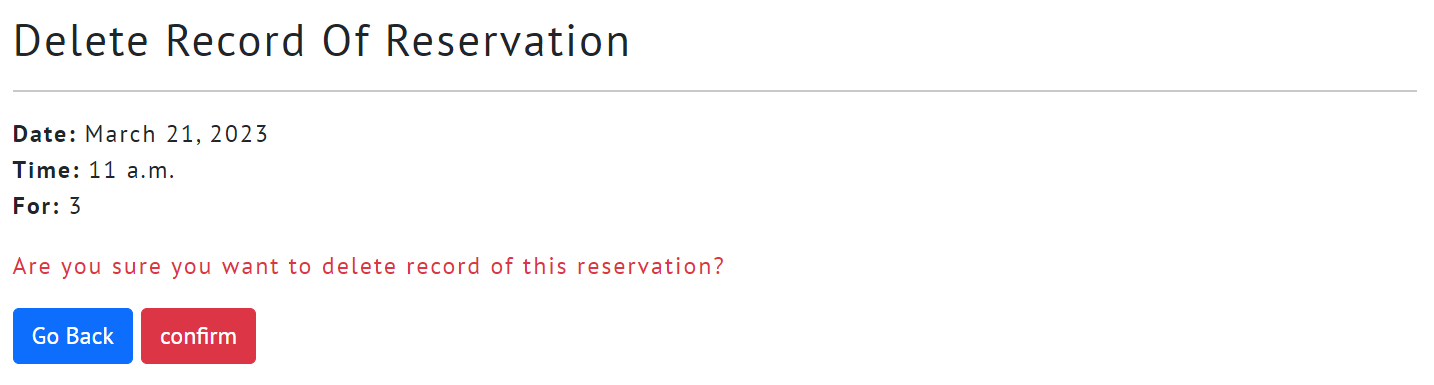 Delete Record Of Reservation
Date: March 21, 2023
Time: 11 a.m.
For: 3
Are you sure you want to delete record of this reservation?
Go Back confirm